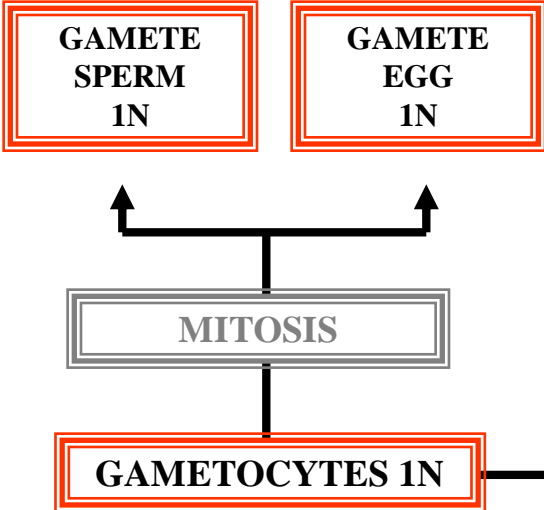 GAMETE
SPERM
1N
GAMETE
EGG
1N
MITOSIS
GAMETOCYTES 1N